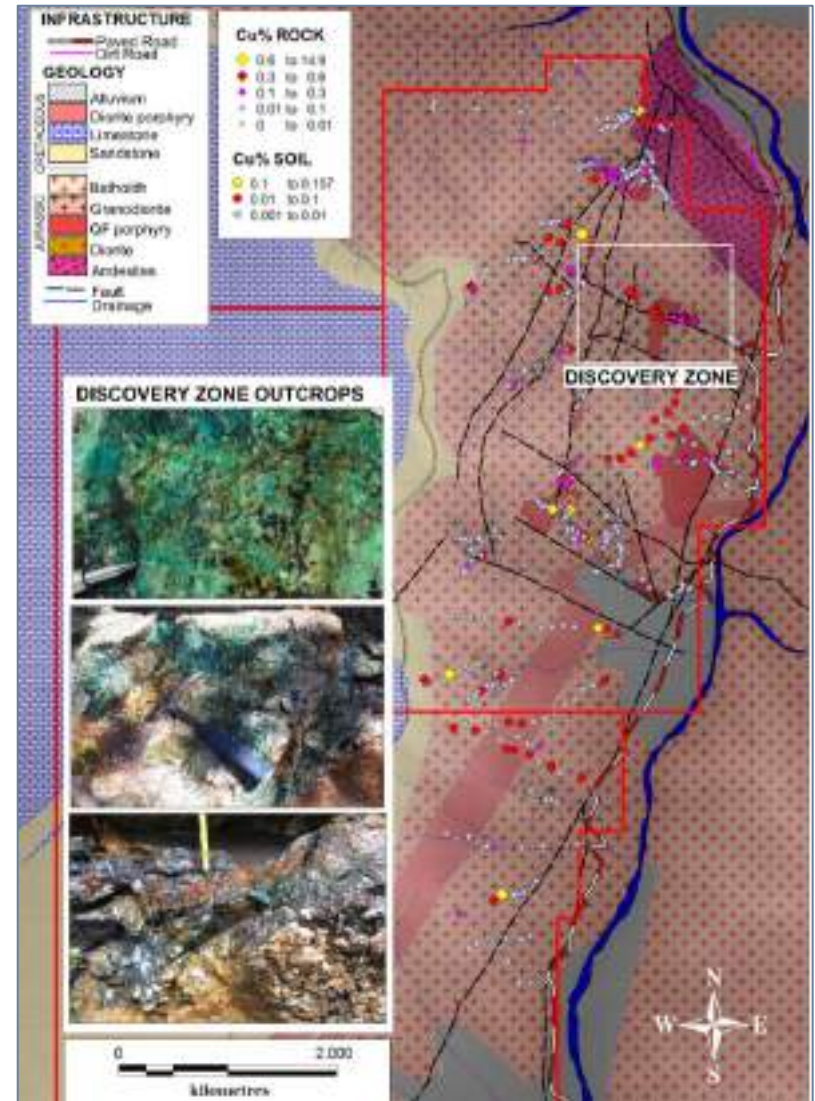 INFRASTRUCTURE
Paved Road
Dirt Road
GEOLOGY
CRETACEOUS
Alluvium
Diorite porphyry
Limestone
Sandstone
JURASSIC
Batholith
Granodiorite
QF porphyry
Diorite
Andesites
Fault
Drainage
Cu% ROCK
0.6 to 14.9
0.3 to 0.6
0.1 to 0.3
0.01 to 0.1
0 to 0.01
Cu% SOIL
0.1 to 0.157
0.01 to 0.1
0.001 to 0.01
DISCOVERY ZONE
DISCOVERY ZONE OUTCROPS
0 2.000
kilometres
N
W E
S